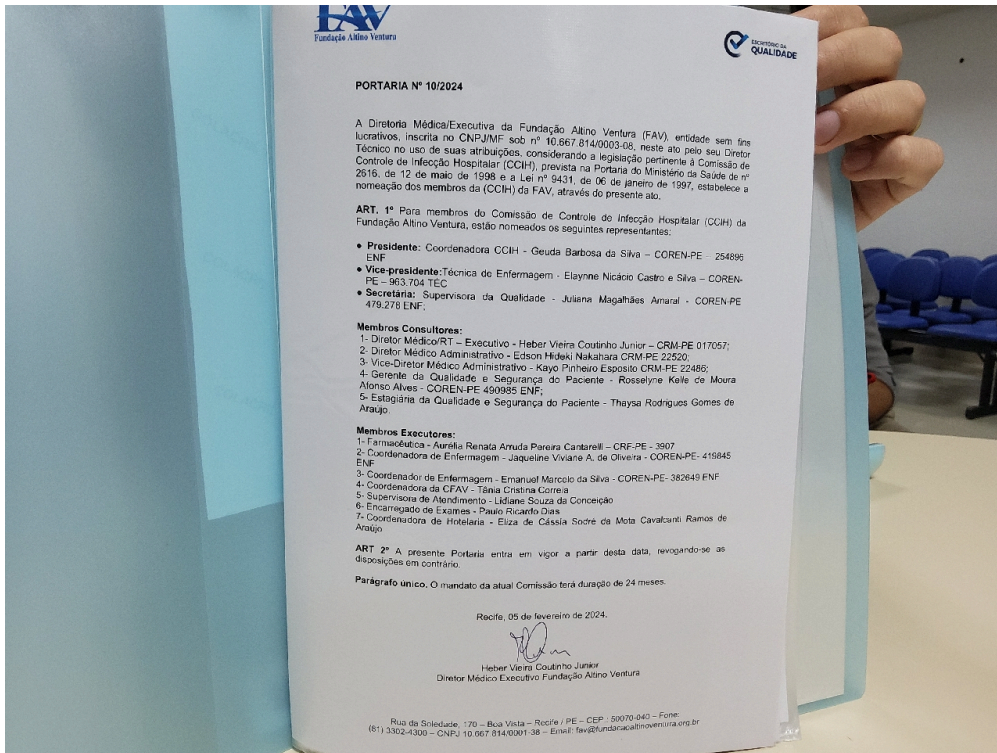 FAV
Fundação Altino Ventura
ESCRITÓRIO DA
QUALIDADE
PORTARIA Nº 10/2024
A Diretoria Médica/Executiva da Fundação Altino Ventura (FAV), entidade sem fins
lucrativos, inscrita no CNPJ/MF sob nº 10.667.814/0003-08, neste ato pelo seu Diretor
Técnico no uso de suas atribuições, considerando a legislação pertinente à Comissão de
Controle de Infecção Hospitalar (CCIH), prevista na Portaria do Ministério da Saúde de nº
2616, de 12 de maio de 1998 e a Lei nº 9431, de 06 de janeiro de 1997, estabelece a
nomeação dos membros da (CCIH) da FAV, através do presente ato.
ART. 1º Para membros do Comissão de Controle de Infecção Hospitalar (CCIH) da
Fundação Altino Ventura, estão nomeados os seguintes representantes:
• Presidente: Coordenadora CCIH - Geuda Barbosa da Silva – COREN-PE - 254896
ENF
• Vice-presidente:Técnica de Enfermagem - Elaynne Nicácio Castro e Silva – COREN-
PE – 963.704 TEC
• Secretária: Supervisora da Qualidade - Juliana Magalhães Amaral - COREN-PE
479.278 ENF;
Membros Consultores:
1- Diretor Médico/RT – Executivo - Heber Vieira Coutinho Junior – CRM-PE 017057;
2- Diretor Médico Administrativo - Edson Hideki Nakahara CRM-PE 22520;
3- Vice-Diretor Médico Administrativo - Kayo Pinheiro Esposito CRM-PE 22486;
4- Gerente da Qualidade e Segurança do Paciente - Rosselyne Kelfe de Moura
Afonso Alves - COREN-PE 490985 ENF;
5- Estagiária da Qualidade e Segurança do Paciente - Thaysa Rodrigues Gomes de
Araújo.
Membros Executores:
1- Farmacêutica - Aurélia Renata Arruda Pereira Cantarelli – CRF-PE - 3907
2- Coordenadora de Enfermagem - Jaqueline Viviane A. de Oliveira - COREN-PE- 419845
ENF
3- Coordenador de Enfermagem - Emanuel Marcelo da Silva - COREN-PE- 382649 ENF
4- Coordenadora da CFAV - Tânia Cristina Correia
5- Supervisora de Atendimento - Lidiane Souza da Conceição
6- Encarregado de Exames - Paulo Ricardo Dias
7- Coordenadora de Hotelaria - Eliza de Cássia Sodré da Mota Cavalcanti Ramos de
Araújo
ART 2º A presente Portaria entra em vigor a partir desta data, revogando-se as
disposições em contrário.
Parágrafo único. O mandato da atual Comissão terá duração de 24 meses.
Recife, 05 de fevereiro de 2024.
Heber Vieira Coutinho Junior
Diretor Médico Executivo Fundação Altino Ventura
Rua da Soledade, 170 – Boa Vista – Recife / PE – CEP : 50070-040 – Fone:
(81) 3302-4300 – CNPJ 10.667 814/0001-38 – Email: fav@fundacaoaltinoventura.org.br